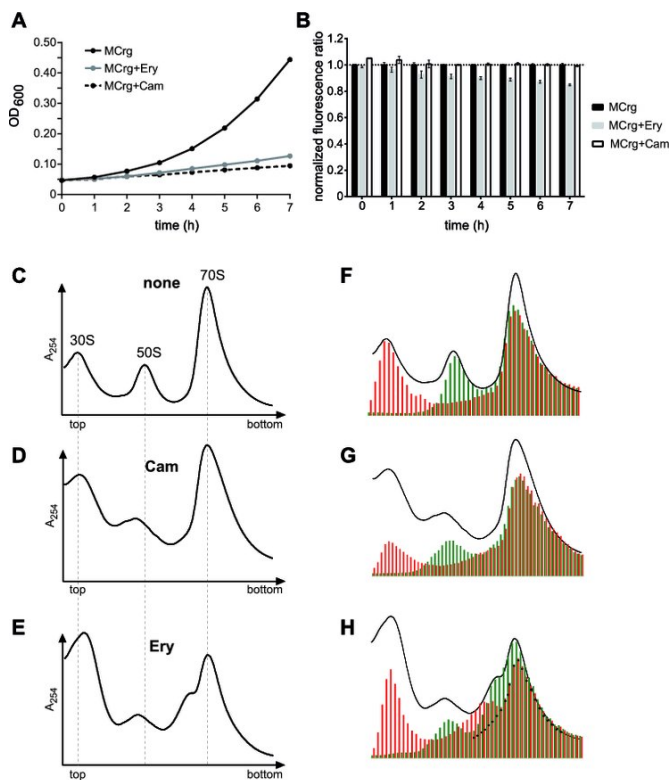 A
0.50
0.40
0.30
0.20
0.10
0.00
OD600
0 1 2 3 4 5 6 7
time (h)
MCrg
MCrg+Ery
MCrg+Cam
B
1.2
1.0
0.8
0.6
0.4
0.2
0
normalized fluorescence ratio
0 1 2 3 4 5 6 7
time (h)
MCrg
MCrg+Ery
MCrg+Cam
C
none
70S
30S
50S
A254
top
bottom
D
Cam
A254
top
bottom
E
Ery
A254
top
bottom
F
G
H